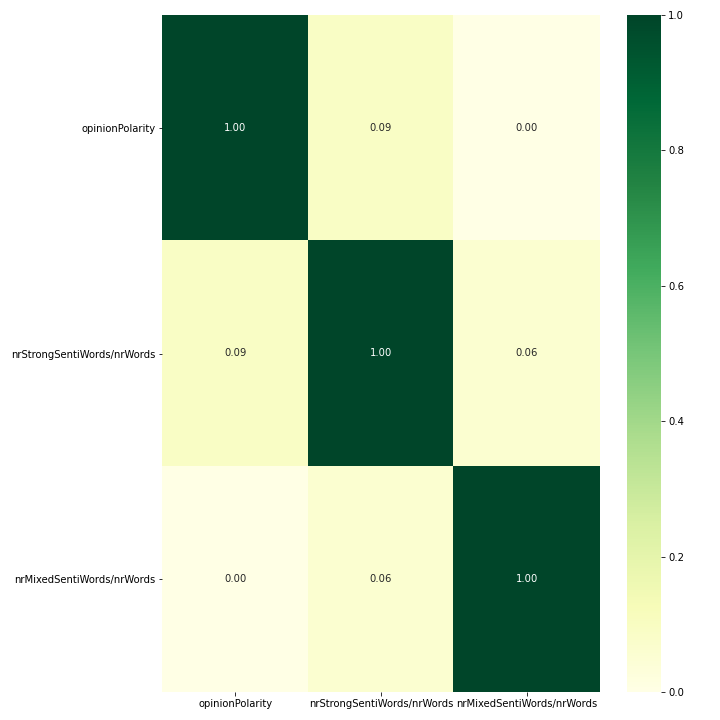 opinionPolarity 1.00 0.09 0.00
nrStrongSentiWords/nrWords 0.09 1.00 0.06
nrMixedSentiWords/nrWords 0.00 0.06 1.00
opinionPolarity nrStrongSentiWords/nrWords nrMixedSentiWords/nrWords
1.0
0.8
0.6
0.4
0.2
0.0